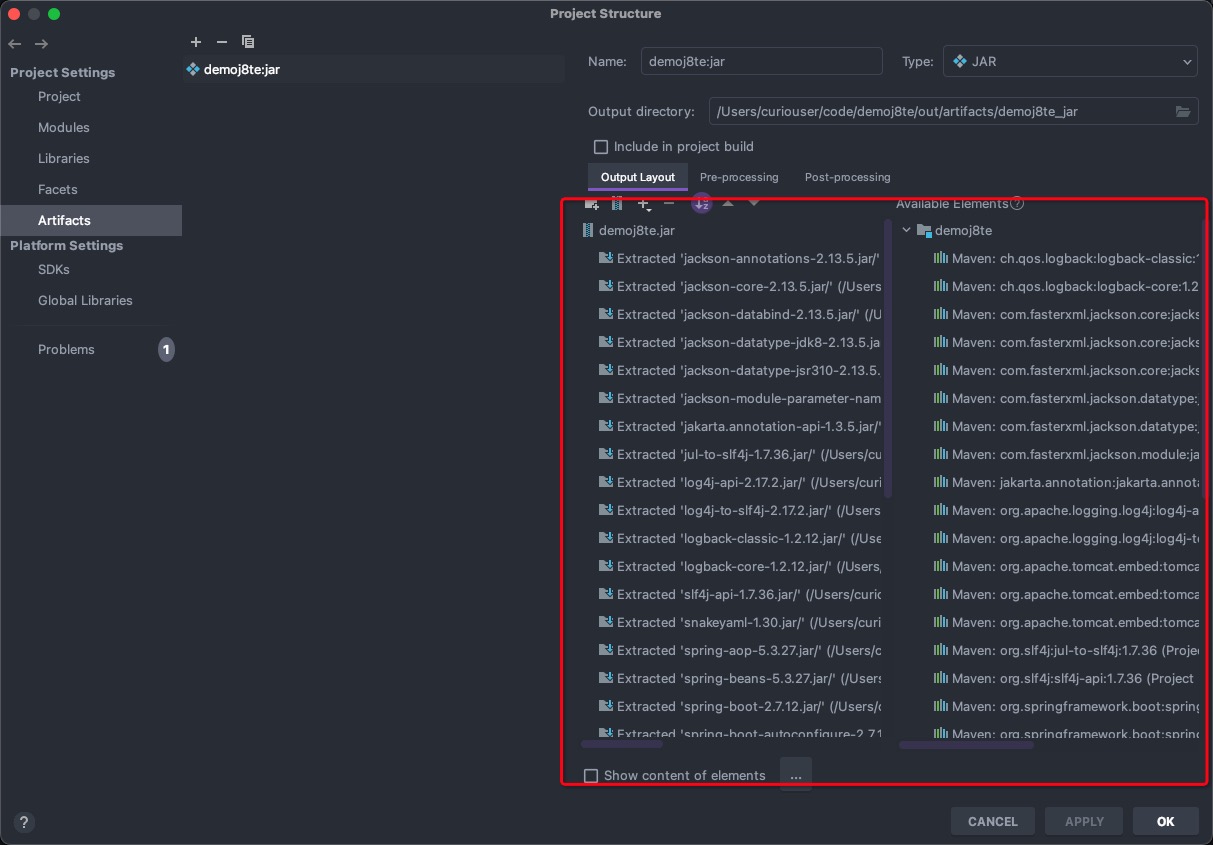 Project Structure
Project Settings
Project
Modules
Libraries
Facets
Artifacts
Platform Settings
SDKs
Global Libraries
Problems
1
demoj8te:jar
Name:
demoj8te:jar
Type:
JAR
Output directory:
/Users/curiouser/code/demoj8te/out/artifacts/demoj8te_jar
Include in project build
Output Layout
Pre-processing
Post-processing
demoj8te.jar
Extracted 'jackson-annotations-2.13.5.jar/'
Extracted 'jackson-core-2.13.5.jar/' (/Users
Extracted 'jackson-databind-2.13.5.jar/' (/U
Extracted 'jackson-datatype-jdk8-2.13.5.ja
Extracted 'jackson-datatype-jsr310-2.13.5.
Extracted 'jackson-module-parameter-nam
Extracted 'jakarta.annotation-api-1.3.5.jar/'
Extracted 'jul-to-slf4j-1.7.36.jar/' (/Users/cu
Extracted 'log4j-api-2.17.2.jar/' (/Users/curi
Extracted 'log4j-to-slf4j-2.17.2.jar/' (/Users
Extracted 'logback-classic-1.2.12.jar/' (/Use
Extracted 'logback-core-1.2.12.jar/' (/Users,
Extracted 'slf4j-api-1.7.36.jar/' (/Users/curio
Extracted 'snakeyaml-1.30.jar/' (/Users/curi
Extracted 'spring-aop-5.3.27.jar/' (/Users/c
Extracted 'spring-beans-5.3.27.jar/' (/Users
Extracted 'spring-boot-2.7.12.jar/' (/Users/c
Extracted 'spring-boot-autoconfigure-2.7.1
Available Elements ?
demoj8te
Maven: ch.qos.logback:logback-classic:1
Maven: ch.qos.logback:logback-core:1.2
Maven: com.fasterxml.jackson.core:jacks
Maven: com.fasterxml.jackson.core:jacks
Maven: com.fasterxml.jackson.core:jacks
Maven: com.fasterxml.jackson.datatype:j
Maven: com.fasterxml.jackson.datatype:j
Maven: com.fasterxml.jackson.module:ja
Maven: jakarta.annotation:jakarta.annota
Maven: org.apache.logging.log4j:log4j-a
Maven: org.apache.logging.log4j:log4j-t
Maven: org.apache.tomcat.embed:tomca
Maven: org.apache.tomcat.embed:tomca
Maven: org.apache.tomcat.embed:tomca
Maven: org.slf4j:jul-to-slf4j:1.7.36 (Proje
Maven: org.slf4j:slf4j-api:1.7.36 (Project
Maven: org.springframework.boot:spring
Maven: org.springframework.boot:spring
Show content of elements
...
?
CANCEL
APPLY
OK